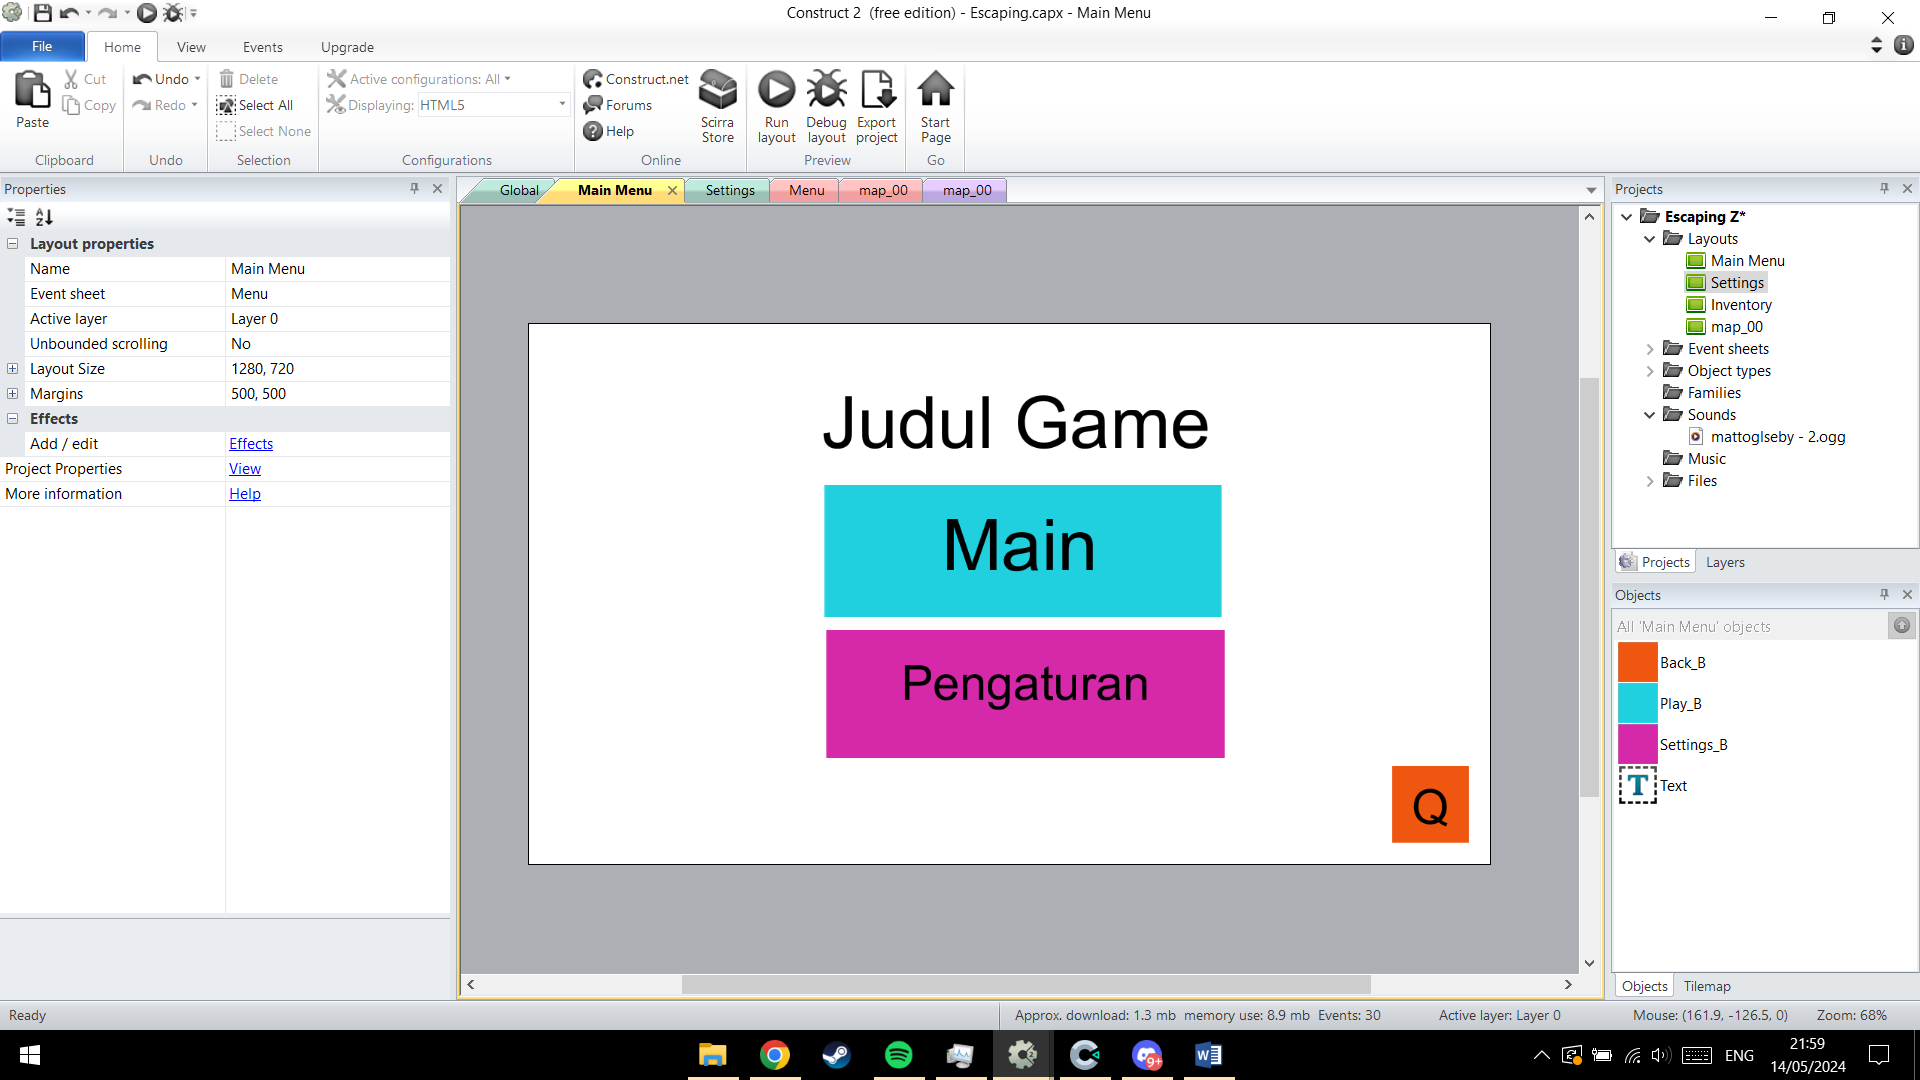 Construct 2 (free edition) - Escaping.capx - Main Menu
File Home View Events Upgrade
Paste Cut Copy Clipboard
Undo Redo Undo
Delete Select All Select None Selection
Active configurations: All Displaying: HTML5 Configurations
Construct.net Forums Help Scirra Store Online
Run layout Debug layout Export project Preview
Start Page Go
Properties
Layout properties
Name Main Menu
Event sheet Menu
Active layer Layer 0
Unbounded scrolling No
Layout Size 1280, 720
Margins 500, 500
Effects
Add / edit Effects
Project Properties View
More information Help
Global Main Menu Settings Menu map_00 map_00
Judul Game
Main
Pengaturan
Q
Projects
Escaping Z*
Layouts
Main Menu
Settings
Inventory
map_00
Event sheets
Object types
Families
Sounds
mattoglseby - 2.ogg
Music
Files
Projects Layers
Objects
All 'Main Menu' objects
Back_B
Play_B
Settings_B
T Text
Objects Tilemap
Ready Approx. download: 1.3 mb memory use: 8.9 mb Events: 30 Active layer: Layer 0 Mouse: (161.9, -126.5, 0) Zoom: 68%
9+ ENG 21:59
14/05/2024